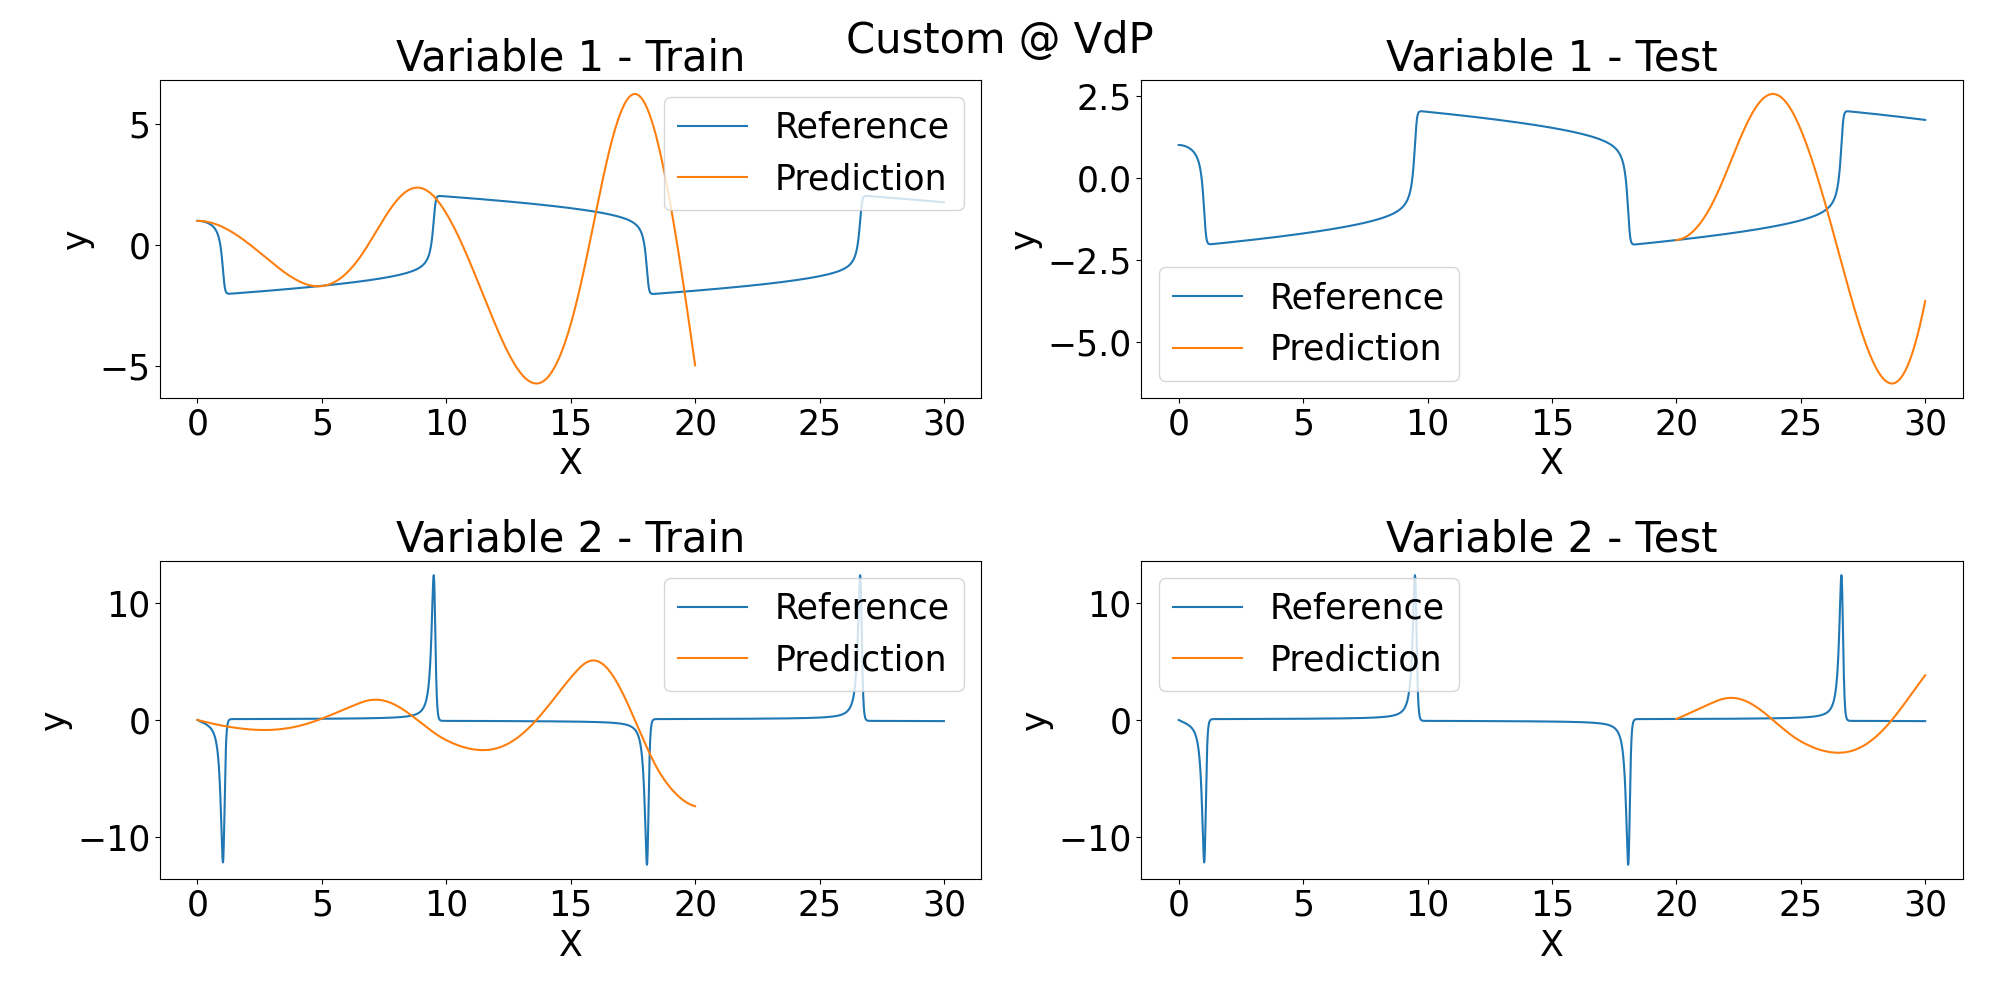 Custom @ VdP
Variable 1 - Train
5
0
−5
y
Reference
Prediction
0 5 10 15 20 25 30
X
Variable 1 - Test
2.5
0.0
−2.5
−5.0
y
Reference
Prediction
0 5 10 15 20 25 30
X
Variable 2 - Train
10
0
−10
y
Reference
Prediction
0 5 10 15 20 25 30
X
Variable 2 - Test
10
0
−10
y
Reference
Prediction
0 5 10 15 20 25 30
X